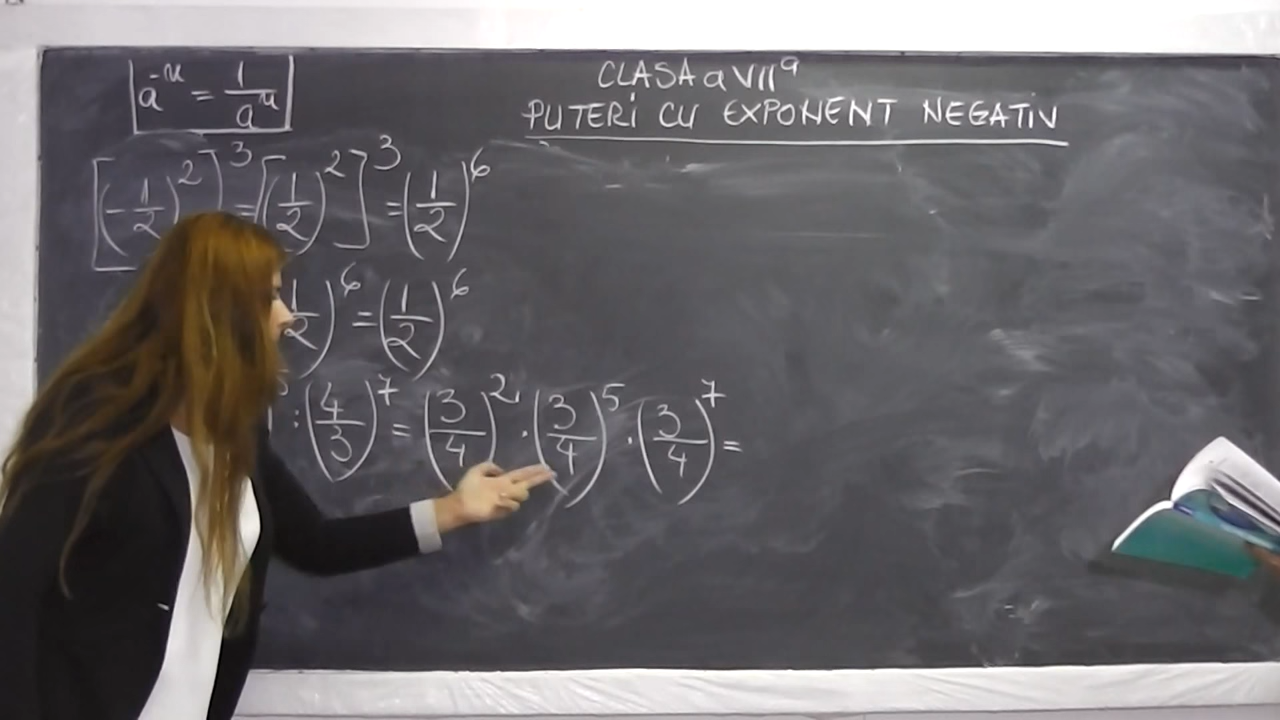 a⁻ⁿ = 1/aⁿ
CLASA a VIIᵃ
PUTERI CU EXPONENT NEGATIV
[(-1/2)²]³ = [(1/2)²]³ = (1/2)⁶
1/2)⁶ = (1/2)⁶
: (4/3)⁷ = (3/4)² · (3/4)⁵ · (3/4)⁷ =